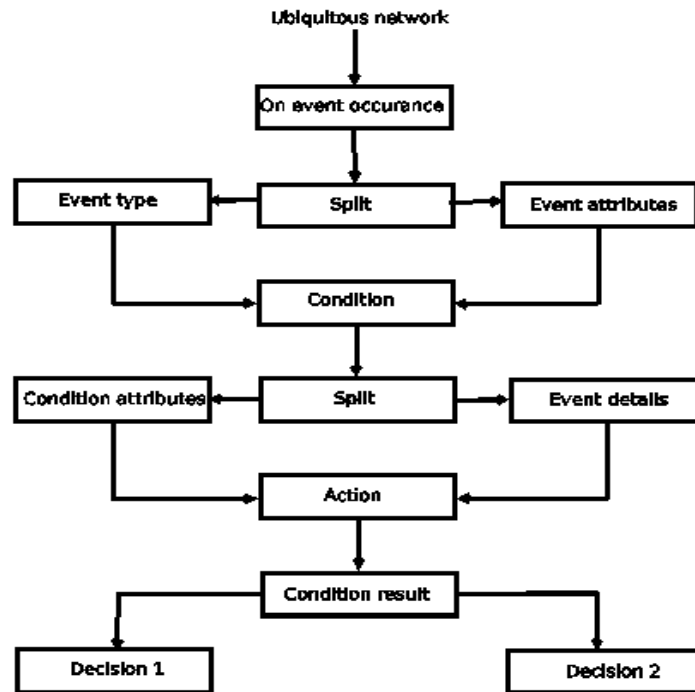 Ubiquitous network
On event occurance
Event type
Split
Event attributes
Condition
Condition attributes
Split
Event details
Action
Condition result
Decision 1
Decision 2